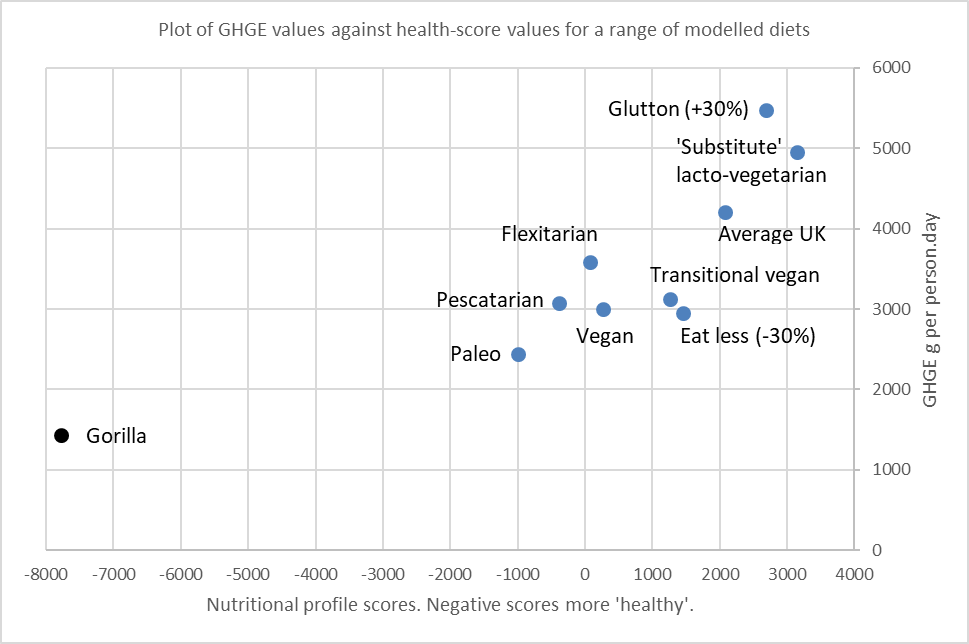 Plot of GHGE values against health-score values for a range of modelled diets
6000
Glutton (+30%)
'Substitute'
5000
lacto-vegetarian
Flexitarian
4000
Average UK
Transitional vegan
Pescatarian
3000
Vegan
Eat less (-30%)
Paleo
2000
Gorilla
1000
0
GHGE g per person.day
-8000 -7000 -6000 -5000 -4000 -3000 -2000 -1000 0 1000 2000 3000 4000
Nutritional profile scores. Negative scores more 'healthy'.